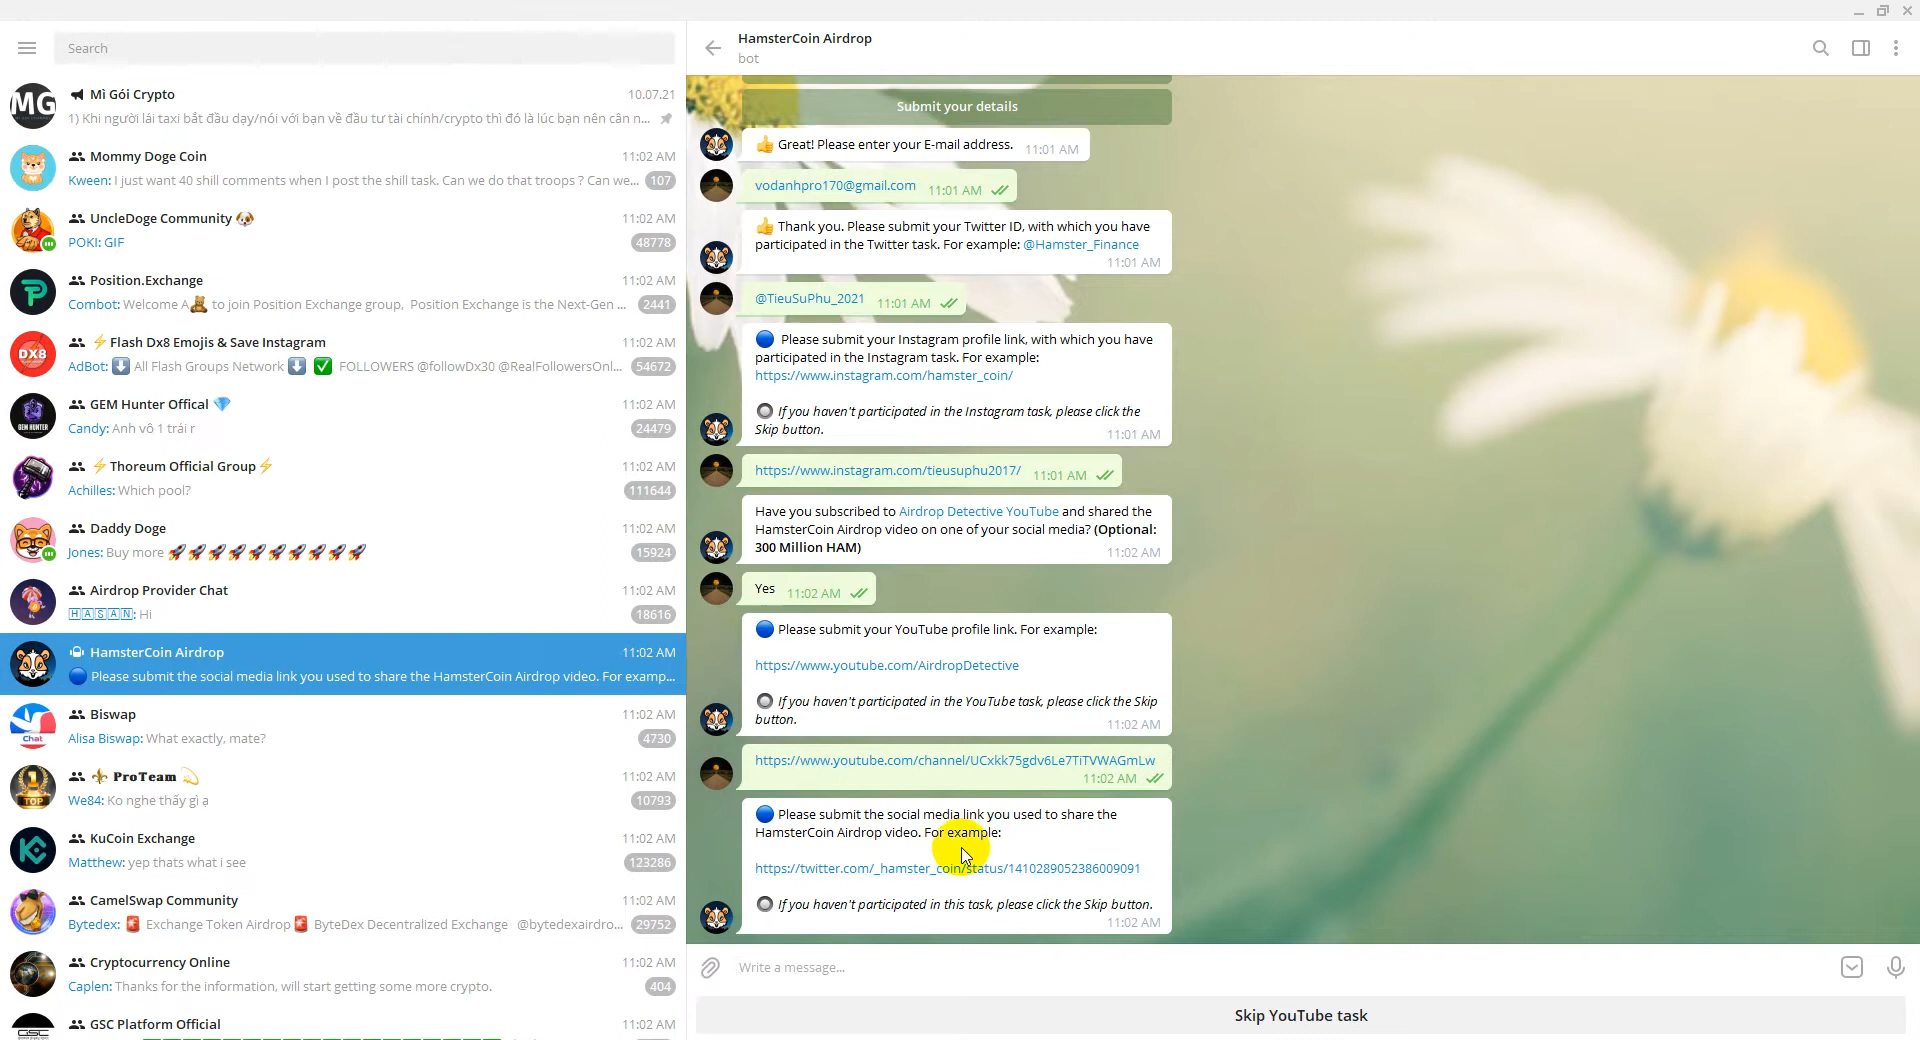 Search
MG
Mì Gói Crypto
10.07.21
1) Khi người lái taxi bắt đầu dạy/nói với bạn về đầu tư tài chính/crypto thì đó là lúc bạn nên cân n...
Mommy Doge Coin
11:02 AM
Kween: I just want 40 shill comments when I post the shill task. Can we do that troops ? Can we...
107
UncleDoge Community
11:02 AM
POKI: GIF
48778
Position.Exchange
11:02 AM
Combot: Welcome A🧸 to join Position Exchange group, Position Exchange is the Next-Gen ...
2441
DX8
⚡Flash Dx8 Emojis & Save Instagram
11:02 AM
AdBot: ⬇️ All Flash Groups Network ⬇️ ✅ FOLLOWERS @followDx30 @RealFollowersOnl...
54672
GEM HUNTER
GEM Hunter Offical 💎
11:02 AM
Candy: Anh vô 1 trái r
24479
⚡Thoreum Official Group⚡
11:02 AM
Achilles: Which pool?
111644
Daddy Doge
11:02 AM
Jones: Buy more 🚀🚀🚀🚀🚀🚀🚀🚀🚀🚀
15924
Airdrop Provider Chat
11:02 AM
🄷🄰🅂🄰🄽: Hi
18616
HamsterCoin Airdrop
11:02 AM
🔵 Please submit the social media link you used to share the HamsterCoin Airdrop video. For examp...
Chat
Biswap
11:02 AM
Alisa Biswap: What exactly, mate?
4730
1
TOP
⚜️ 𝐏𝐫𝐨𝐓𝐞𝐚𝐦 💫
11:02 AM
We84: Ko nghe thấy gì ạ
10793
KuCoin Exchange
11:02 AM
Matthew: yep thats what i see
123286
CamelSwap Community
11:02 AM
Bytedex: 🚨 Exchange Token Airdrop 🚨 ByteDex Decentralized Exchange @bytedexairdro...
29752
Cryptocurrency Online
11:02 AM
Caplen: Thanks for the information, will start getting some more crypto.
404
GSC
GSC Platform Official
11:02 AM
HamsterCoin Airdrop
bot
Submit your details
👍 Great! Please enter your E-mail address. 11:01 AM
vodanhpro170@gmail.com 11:01 AM
👍 Thank you. Please submit your Twitter ID, with which you have
participated in the Twitter task. For example: @Hamster_Finance
11:01 AM
@TieuSuPhu_2021 11:01 AM
🔵 Please submit your Instagram profile link, with which you have
participated in the Instagram task. For example:
https://www.instagram.com/hamster_coin/
🔘 If you haven't participated in the Instagram task, please click the
Skip button. 11:01 AM
https://www.instagram.com/tieusuphu2017/ 11:01 AM
Have you subscribed to Airdrop Detective YouTube and shared the
HamsterCoin Airdrop video on one of your social media? (Optional:
300 Million HAM) 11:02 AM
Yes 11:02 AM
🔵 Please submit your YouTube profile link. For example:
https://www.youtube.com/AirdropDetective
🔘 If you haven't participated in the YouTube task, please click the Skip
button. 11:02 AM
https://www.youtube.com/channel/UCxkk75gdv6Le7TiTVWAGmLw
11:02 AM
🔵 Please submit the social media link you used to share the
HamsterCoin Airdrop video. For example:
https://twitter.com/_hamster_coin/status/1410289052386009091
🔘 If you haven't participated in this task, please click the Skip button.
11:02 AM
Write a message...
Skip YouTube task